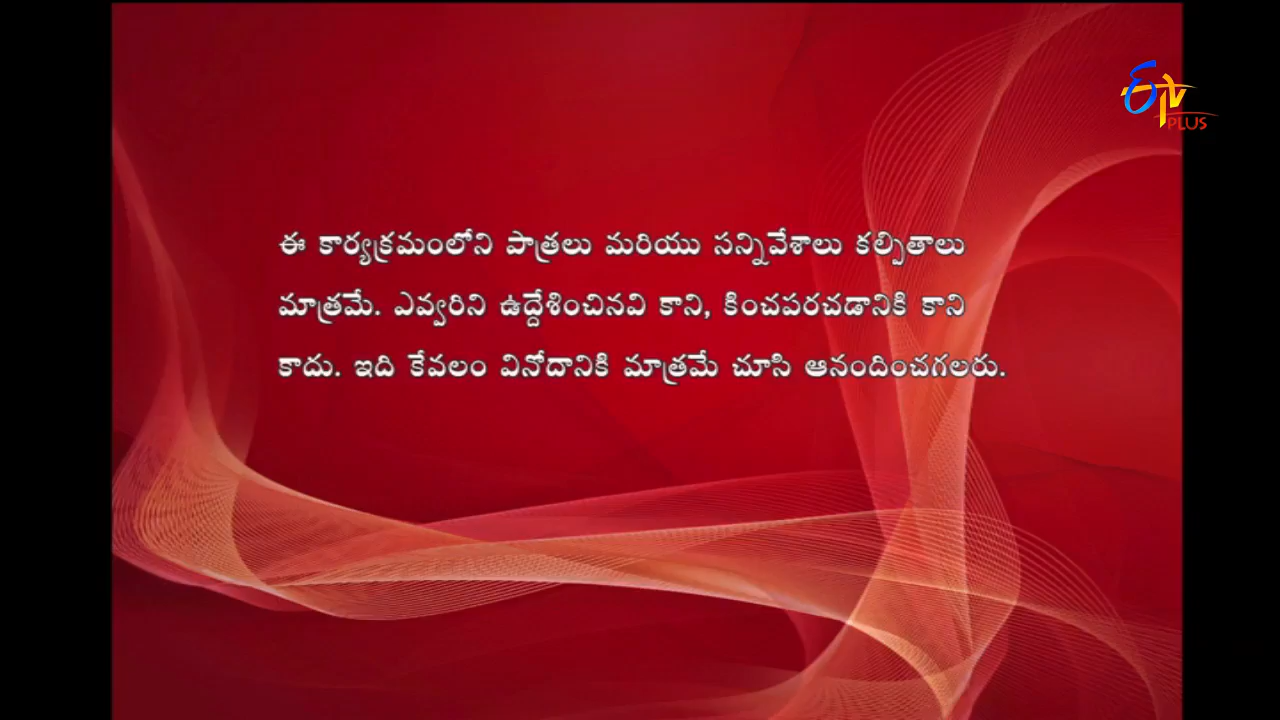 ఈ కార్యక్రమంలోని పాత్రలు మరియు సన్నివేశాలు కల్పితాలు
మాత్రమే. ఎవ్వరిని ఉద్దేశించినవి కాని, కించపరచడానికి కాని
కాదు. ఇది కేవలం వినోదానికి మాత్రమే చూసి ఆనందించగలరు.
ETV
PLUS